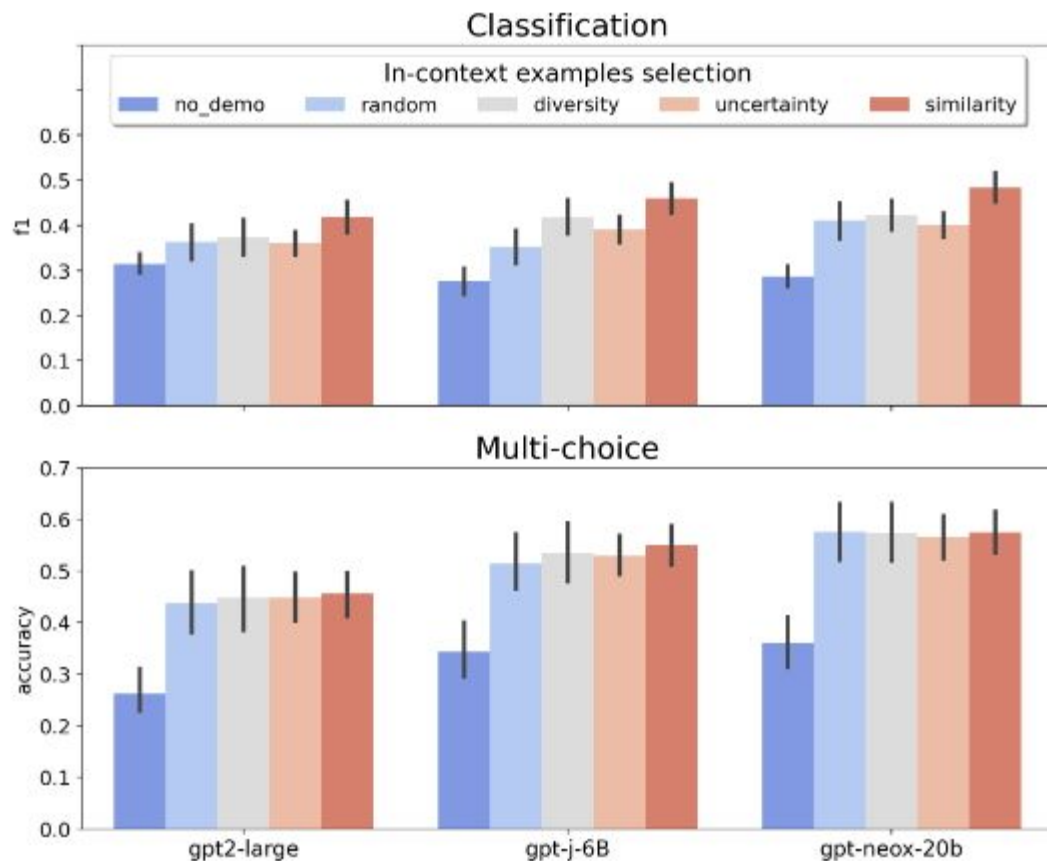 Classification
In-context examples selection
no_demo random diversity uncertainty similarity
f1
0.6
0.5
0.4
0.3
0.2
0.1
0.0
Multi-choice
accuracy
0.7
0.6
0.5
0.4
0.3
0.2
0.1
0.0
gpt2-large gpt-j-6B gpt-neox-20b